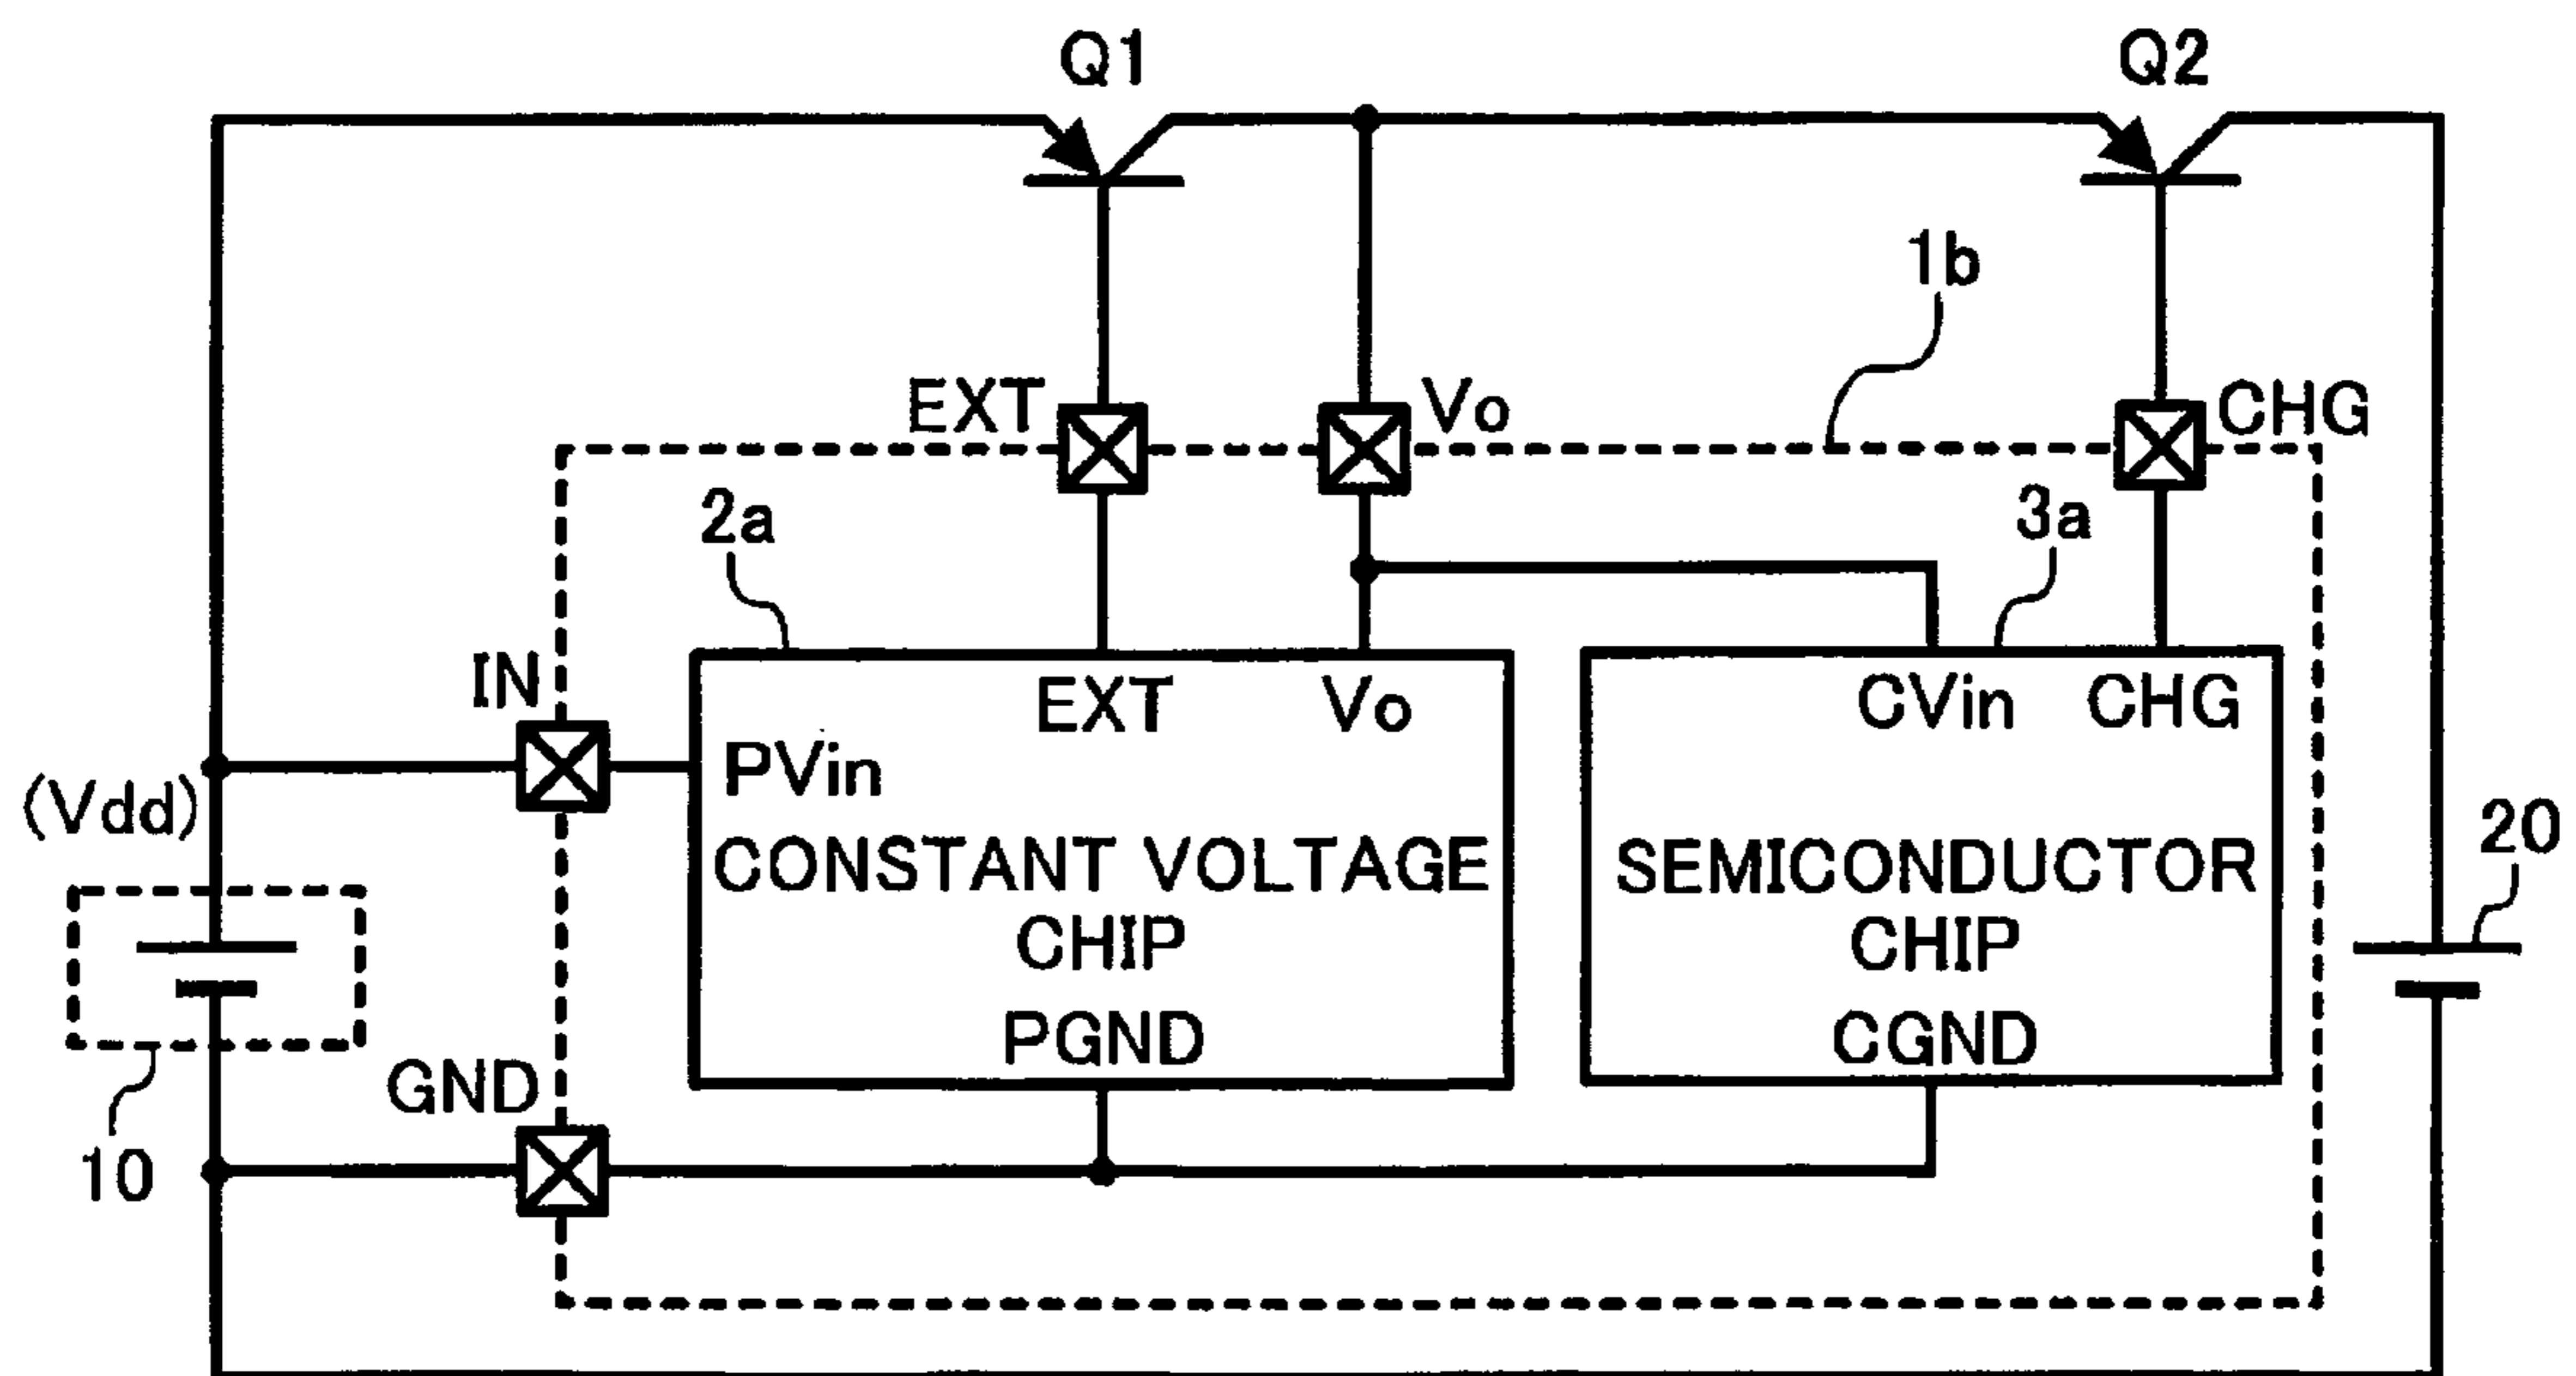 Q1
Q2
1b
EXT
Vo
CHG
2a
3a
IN
EXT
Vo
CVin
CHG
PVin
(Vdd)
CONSTANT VOLTAGE
CHIP
PGND
SEMICONDUCTOR
CHIP
CGND
20
GND
10